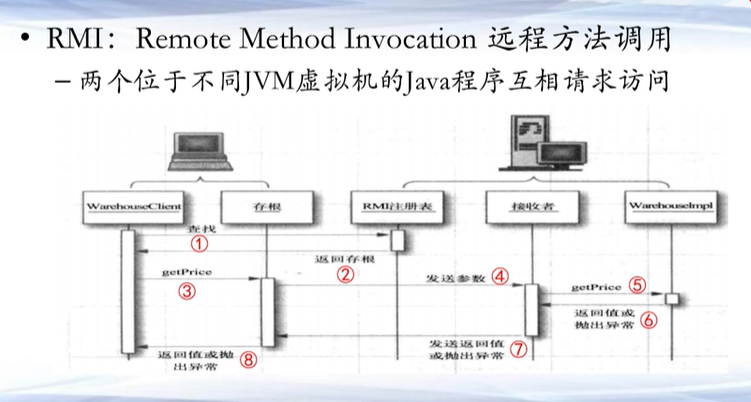 • RMI： Remote Method Invocation 远程方法调用
– 两个位于不同JVM虚拟机的Java程序互相请求访问
WarehouseClient 存根 RMI注册表 接收者 WarehouseImpl
查找
①
返回存根
②
getPrice
③
发送参数 ④
getPrice ⑤
返回值或
抛出异常 ⑥
发送返回值
或抛出异常 ⑦
返回值或抛
出异常 ⑧